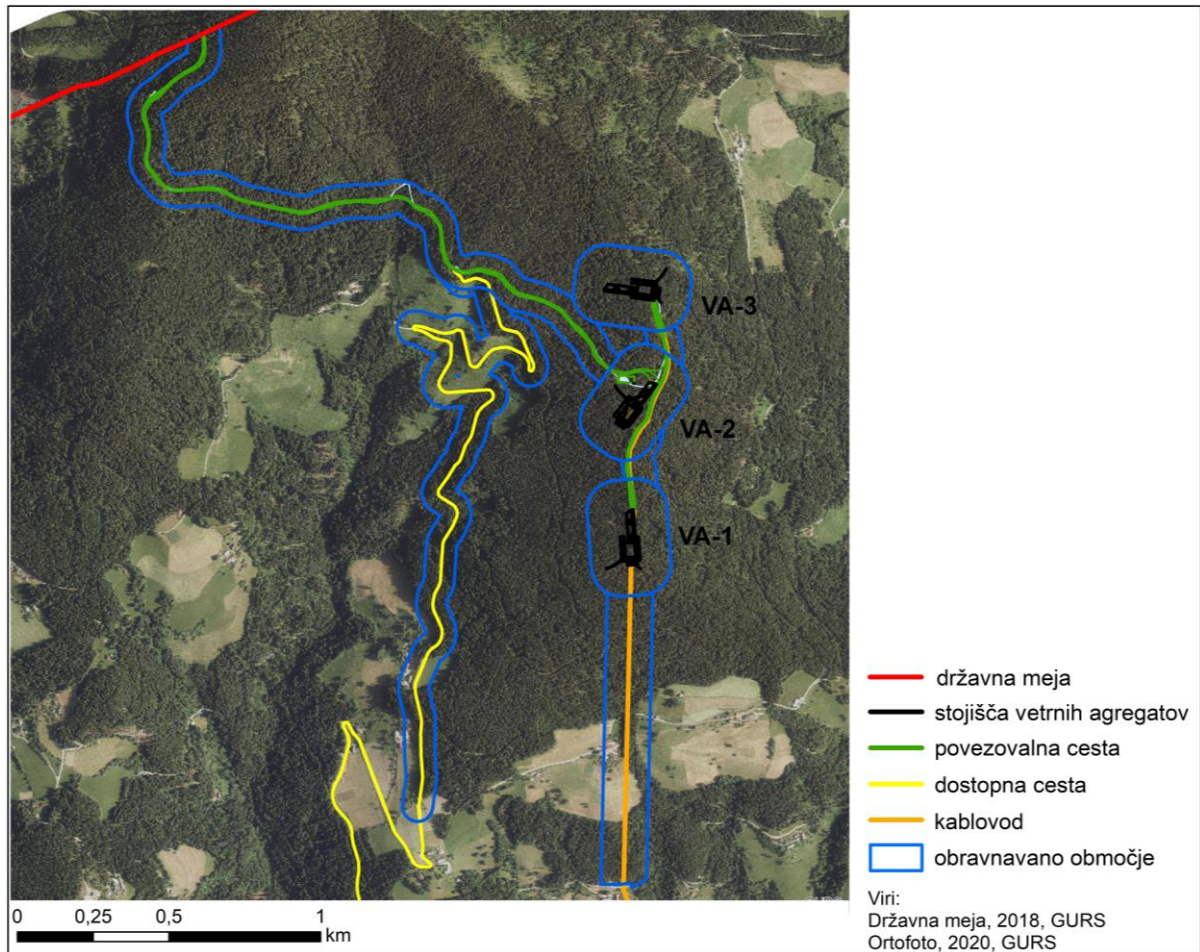 VA-3
VA-2
VA-1
državna meja
stojišča vetrnih agregatov
povezovalna cesta
dostopna cesta
kablovod
obravnavano območje
Viri:
Državna meja, 2018, GURS
Ortofoto, 2020, GURS
0 0,25 0,5 1
km